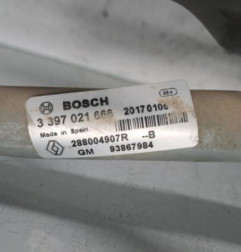 BOSCH
3 397 021 666 20170106
Made in Spain
288004907R --B
GM 93867984